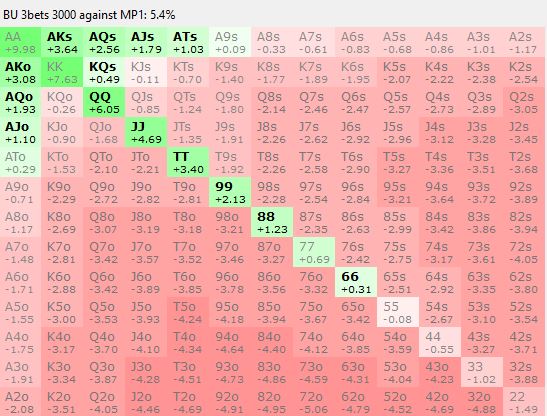 BU 3bets 3000 against MP1: 5.4%
AA AKs AQs AJs ATs A9s A8s A7s A6s A5s A4s A3s A2s
+9.98 +3.64 +2.56 +1.79 +1.03 +0.09 -0.33 -0.61 -0.83 -0.68 -0.86 -1.01 -1.17
AKo KK KQs KJs KTs K9s K8s K7s K6s K5s K4s K3s K2s
+3.08 +7.63 +0.49 -0.11 -0.70 -1.40 -1.77 -1.89 -1.95 -2.07 -2.22 -2.38 -2.54
AQo KQo QQ QJs QTs Q9s Q8s Q7s Q6s Q5s Q4s Q3s Q2s
+1.93 -0.26 +6.05 -0.85 -1.24 -1.80 -2.14 -2.46 -2.47 -2.57 -2.73 -2.89 -3.05
AJo KJo QJo JJ JTs J9s J8s J7s J6s J5s J4s J3s J2s
+1.10 -0.90 -1.68 +4.69 -1.35 -1.91 -2.26 -2.62 -2.92 -2.96 -3.12 -3.28 -3.45
ATo KTo QTo JTo TT T9s T8s T7s T6s T5s T4s T3s T2s
+0.29 -1.53 -2.10 -2.21 +3.40 -1.92 -2.26 -2.58 -2.90 -3.27 -3.36 -3.51 -3.68
A9o K9o Q9o J9o T9o 99 98s 97s 96s 95s 94s 93s 92s
-0.71 -2.29 -2.72 -2.82 -2.81 +2.13 -2.28 -2.54 -2.84 -3.21 -3.64 -3.72 -3.89
A8o K8o Q8o J8o T8o 98o 88 87s 86s 85s 84s 83s 82s
-1.17 -2.69 -3.07 -3.19 -3.18 -3.21 +1.23 -2.35 -2.63 -2.99 -3.42 -3.86 -3.94
A7o K7o Q7o J7o T7o 97o 87o 77 76s 75s 74s 73s 72s
-1.48 -2.81 -3.42 -3.57 -3.52 -3.46 -3.27 +0.69 -2.42 -2.75 -3.17 -3.61 -4.05
A6o K6o Q6o J6o T6o 96o 86o 76o 66 65s 64s 63s 62s
-1.71 -2.88 -3.42 -3.89 -3.85 -3.78 -3.56 -3.32 +0.31 -2.51 -2.92 -3.35 -3.80
A5o K5o Q5o J5o T5o 95o 85o 75o 65o 55 54s 53s 52s
-1.55 -3.00 -3.53 -3.93 -4.24 -4.18 -3.94 -3.67 -3.42 -0.08 -2.67 -3.10 -3.54
A4o K4o Q4o J4o T4o 94o 84o 74o 64o 54o 44 43s 42s
-1.75 -3.17 -3.70 -4.10 -4.34 -4.64 -4.40 -4.12 -3.85 -3.59 -0.55 -3.27 -3.71
A3o K3o Q3o J3o T3o 93o 83o 73o 63o 53o 43o 33 32s
-1.91 -3.34 -3.87 -4.28 -4.51 -4.73 -4.86 -4.59 -4.31 -4.04 -4.23 -1.02 -3.88
A2o K2o Q2o J2o T2o 92o 82o 72o 62o 52o 42o 32o 22
-2.08 -3.51 -4.05 -4.46 -4.69 -4.91 -4.95 -5.06 -4.79 -4.52 -4.69 -4.88 1.49